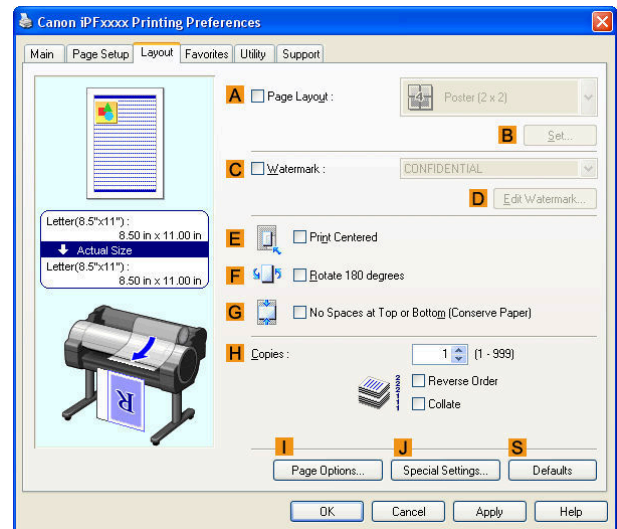 Canon iPFxxxx Printing Preferences
Main Page Setup Layout Favorites Utility Support
A Page Layout : 4 Poster (2 x 2)
B Set...
C Watermark : CONFIDENTIAL
D Edit Watermark...
Letter(8.5"x11") :
8.50 in x 11.00 in
Actual Size
Letter(8.5"x11") :
8.50 in x 11.00 in
E Print Centered
F Rotate 180 degrees
G No Spaces at Top or Bottom (Conserve Paper)
H Copies : 1 (1 - 999)
Reverse Order
Collate
R
I J S
Page Options... Special Settings... Defaults
OK Cancel Apply Help